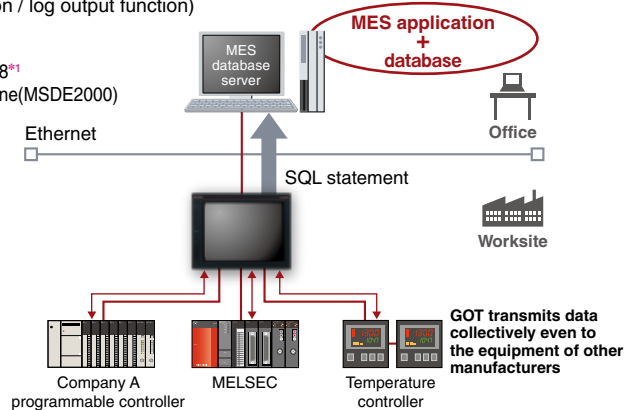 on / log output function)
MES application
+
database
MES
database
server
8*1
ne(MSDE2000)
Ethernet
Office
SQL statement
Worksite
GOT transmits data
collectively even to
the equipment of other
manufacturers
Company A
programmable controller
MELSEC
Temperature
controller